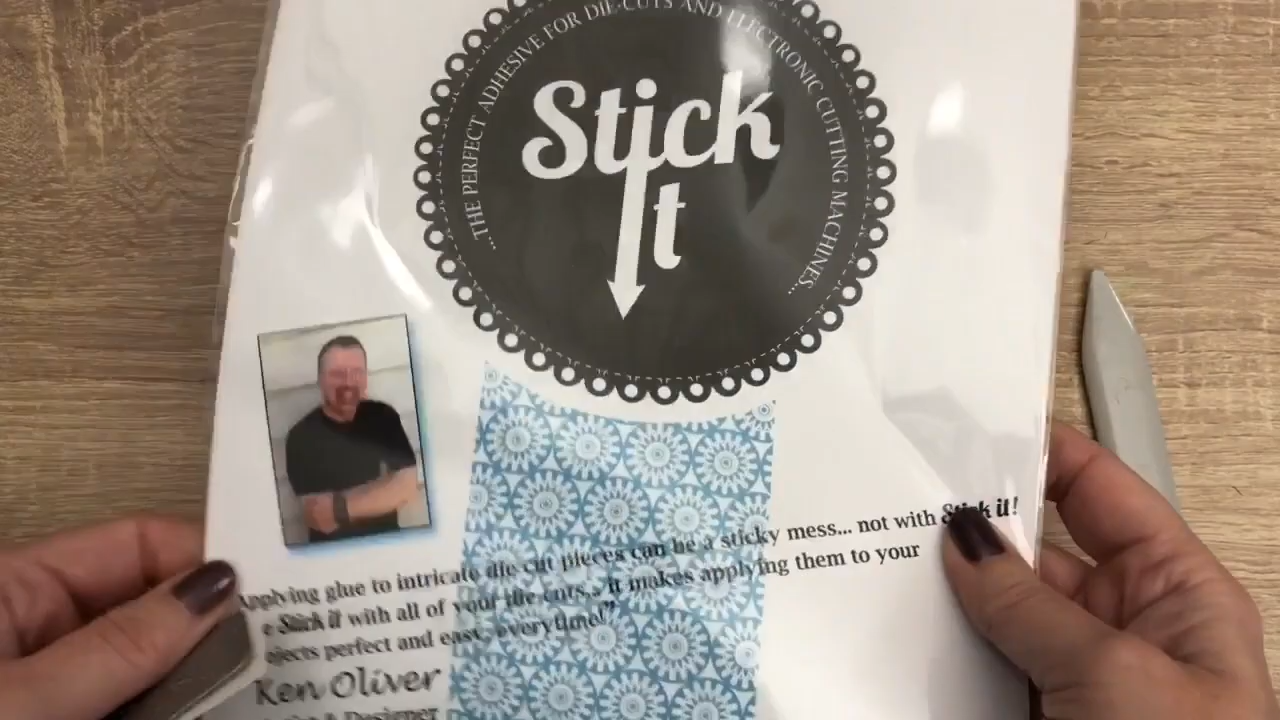 ...THE PERFECT ADHESIVE FOR DIE-CUTS AND ELECTRONIC CUTTING MACHINES...
Stick
It
Applying glue to intricate die cut pieces can be a sticky mess... not with Stick it!
e Stick it with all of your die cuts... it makes applying them to your
ojects perfect and easy, everytime!"
Ken Oliver
& Designer